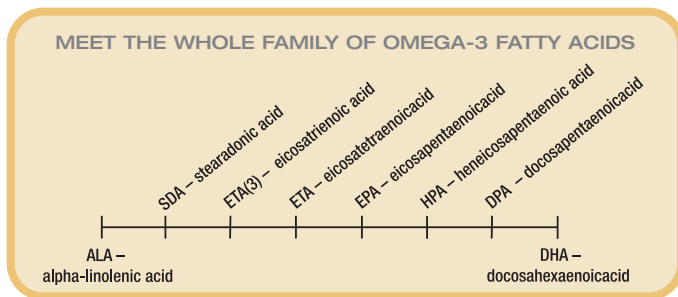 MEET THE WHOLE FAMILY OF OMEGA-3 FATTY ACIDS
SDA – stearadonic acid
ETA(3) – eicosatrienoic acid
ETA – eicosatetraenoicacid
EPA – eicosapentaenoicacid
HPA – heneicosapentaenoic acid
DPA – docosapentaenoicacid
ALA –
alpha-linolenic acid
DHA –
docosahexaenoicacid